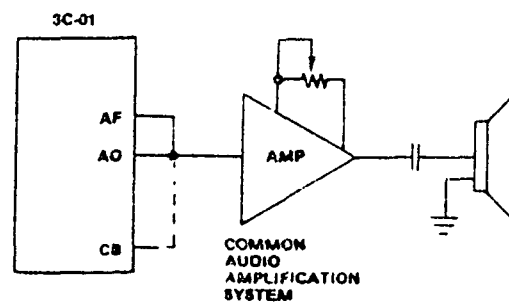 3C-01
AF
AO
CB
AMP
COMMON
AUDIO
AMPLIFICATION
SYSTEM